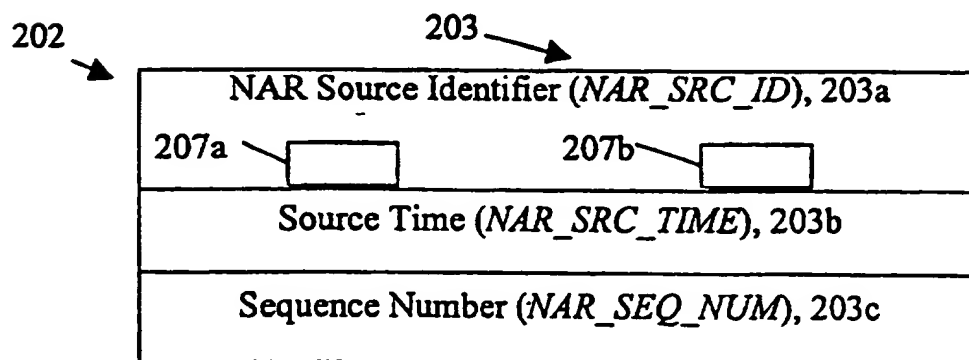 202
203
NAR Source Identifier (NAR_SRC_ID), 203a
207a 207b
Source Time (NAR_SRC_TIME), 203b
Sequence Number (NAR_SEQ_NUM), 203c